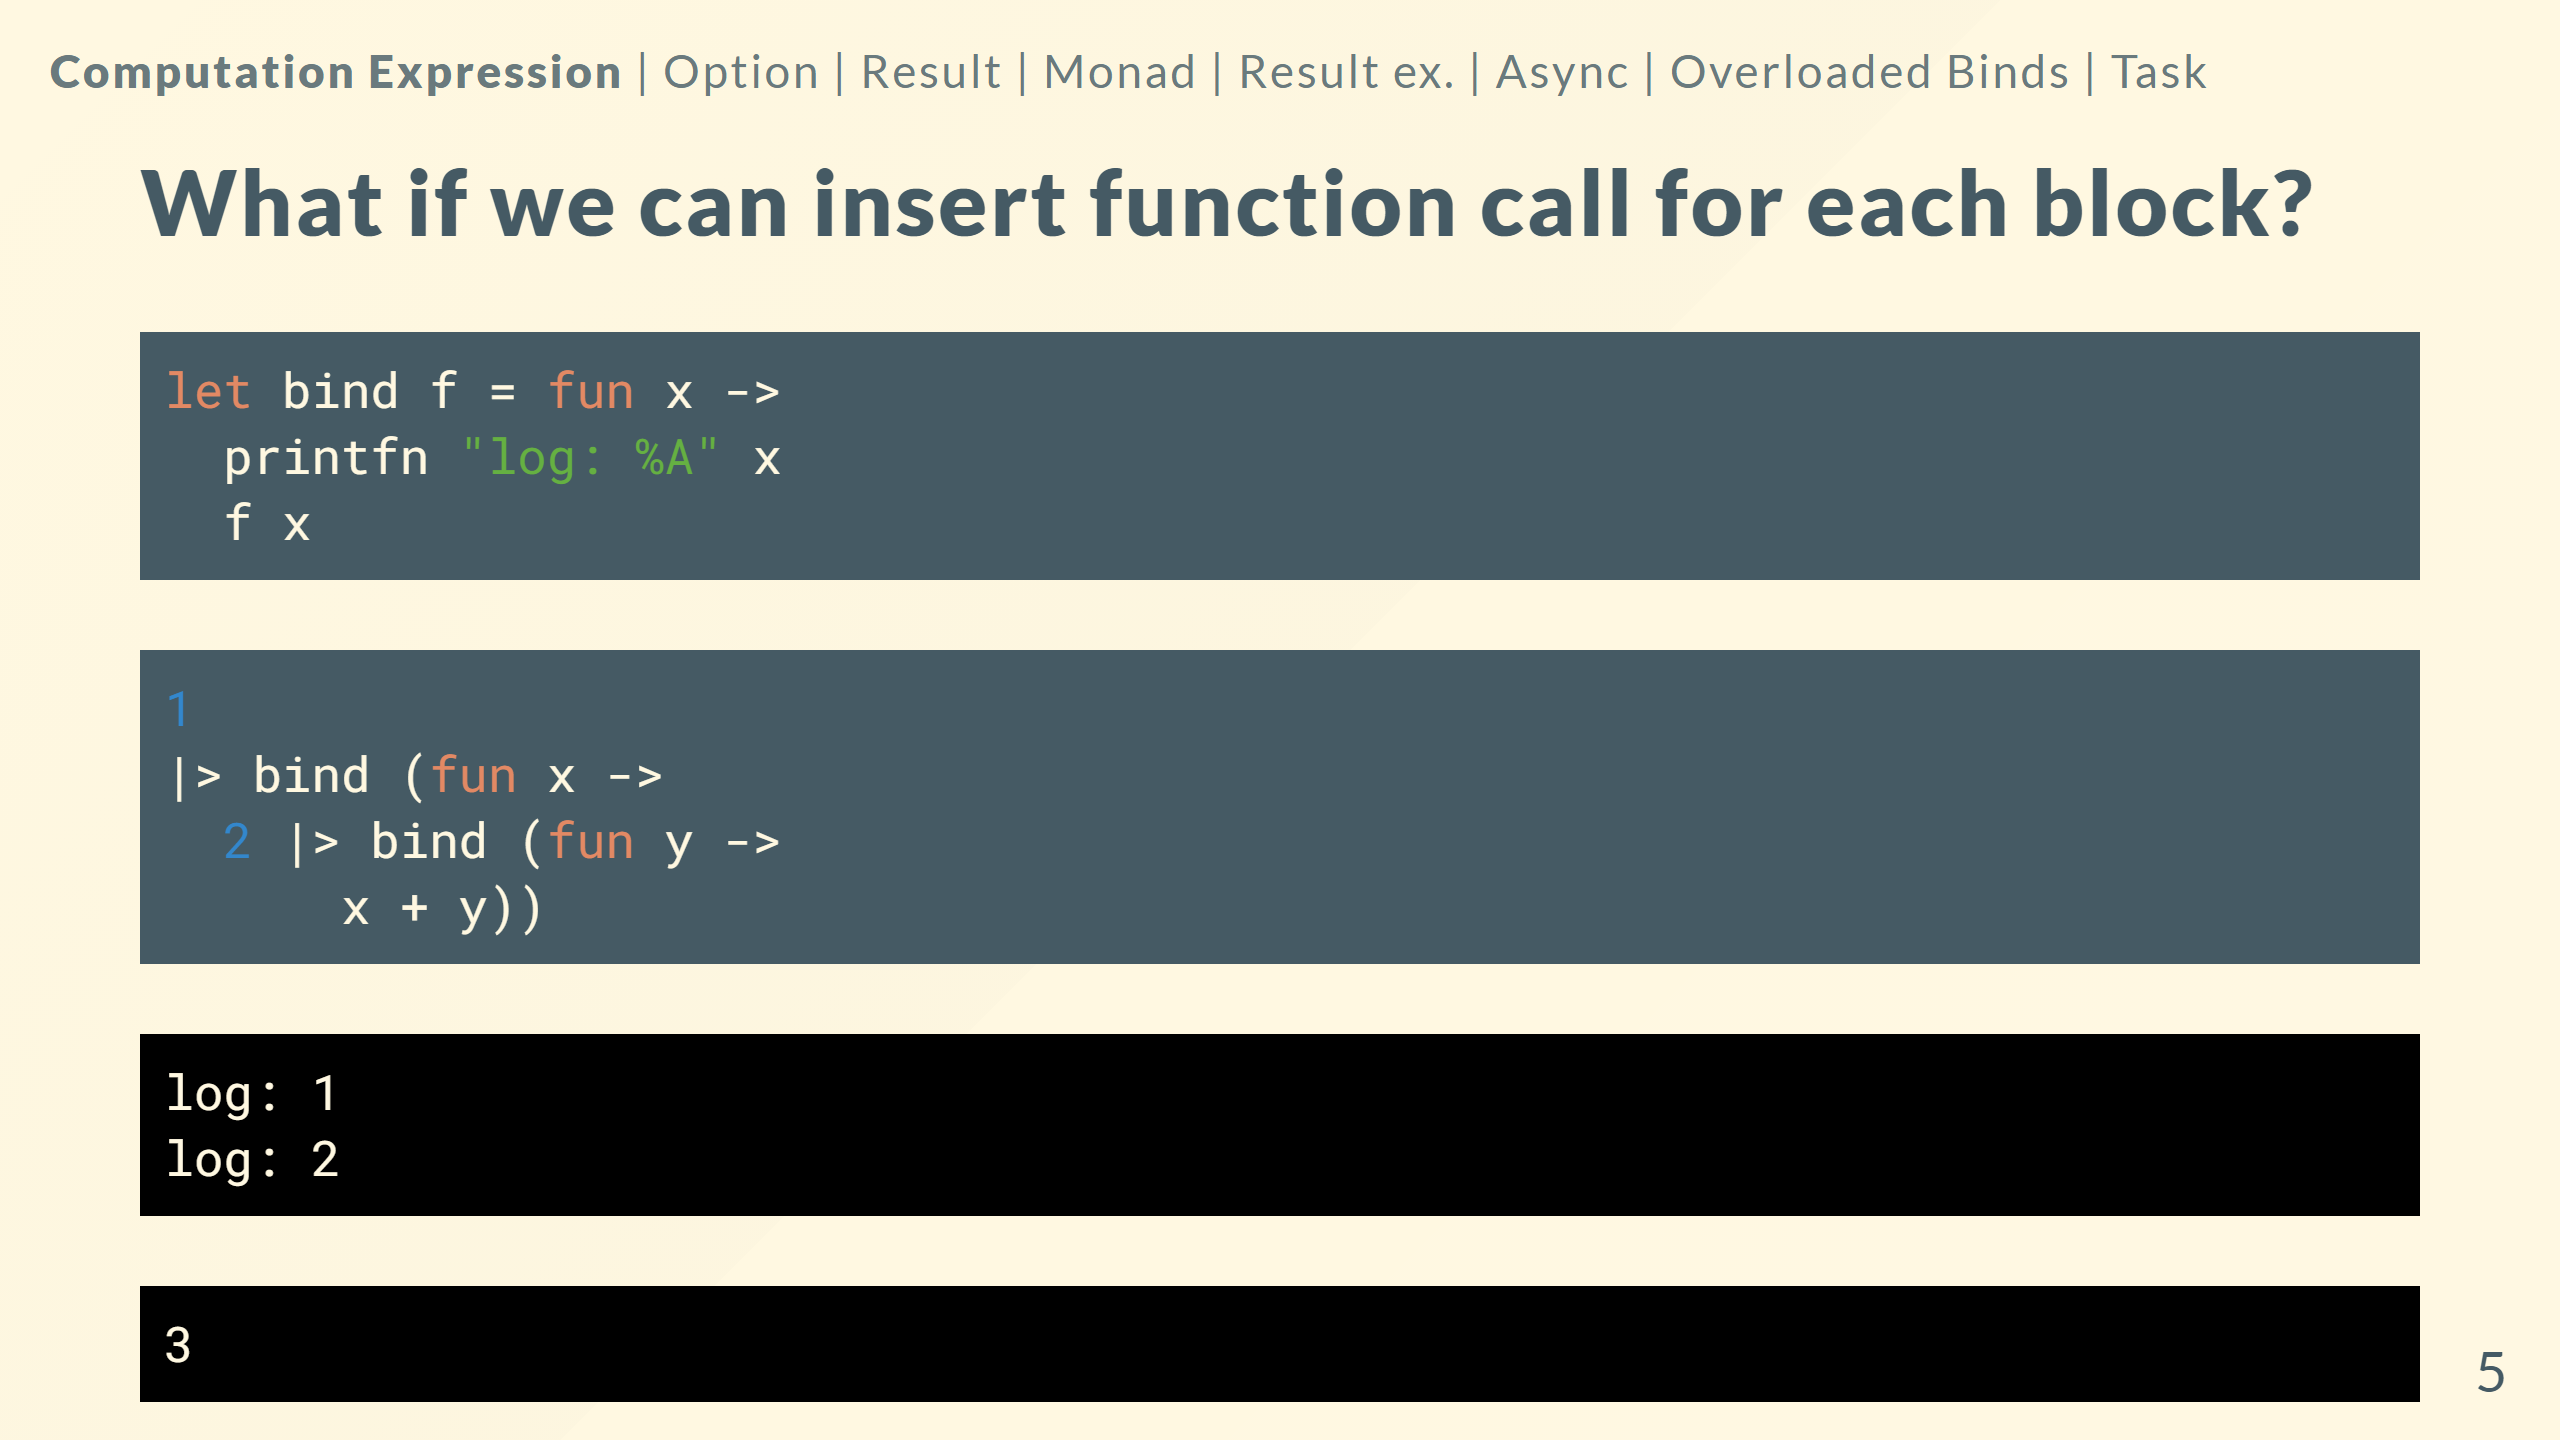 Computation Expression | Option | Result | Monad | Result ex. | Async | Overloaded Binds | Task
What if we can insert function call for each block?
let bind f = fun x ->
  printfn "log: %A" x
  f x
1
|> bind (fun x ->
  2 |> bind (fun y ->
      x + y))
log: 1
log: 2
3
5